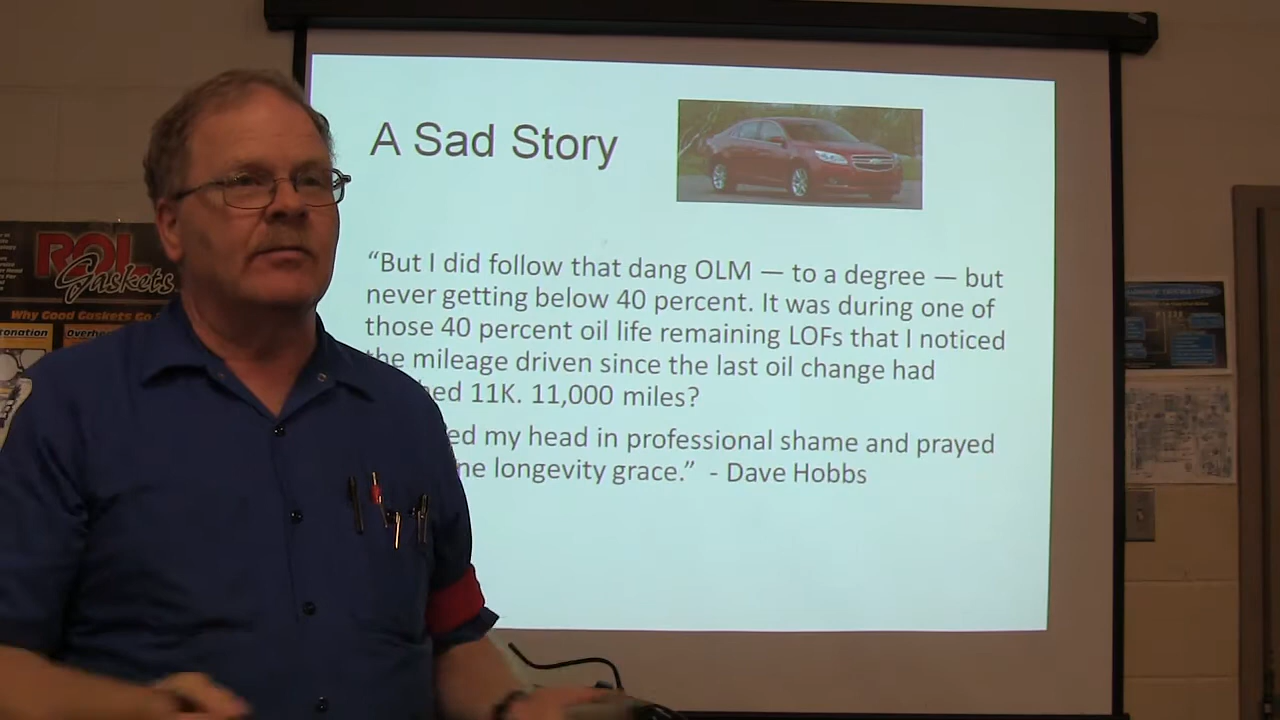 A Sad Story
“But I did follow that dang OLM — to a degree — but
never getting below 40 percent. It was during one of
those 40 percent oil life remaining LOFs that I noticed
the mileage driven since the last oil change had
11K. 11,000 miles?
my head in professional shame and prayed
longevity grace.” - Dave Hobbs
ROL
Gaskets
Why Good Gaskets Go